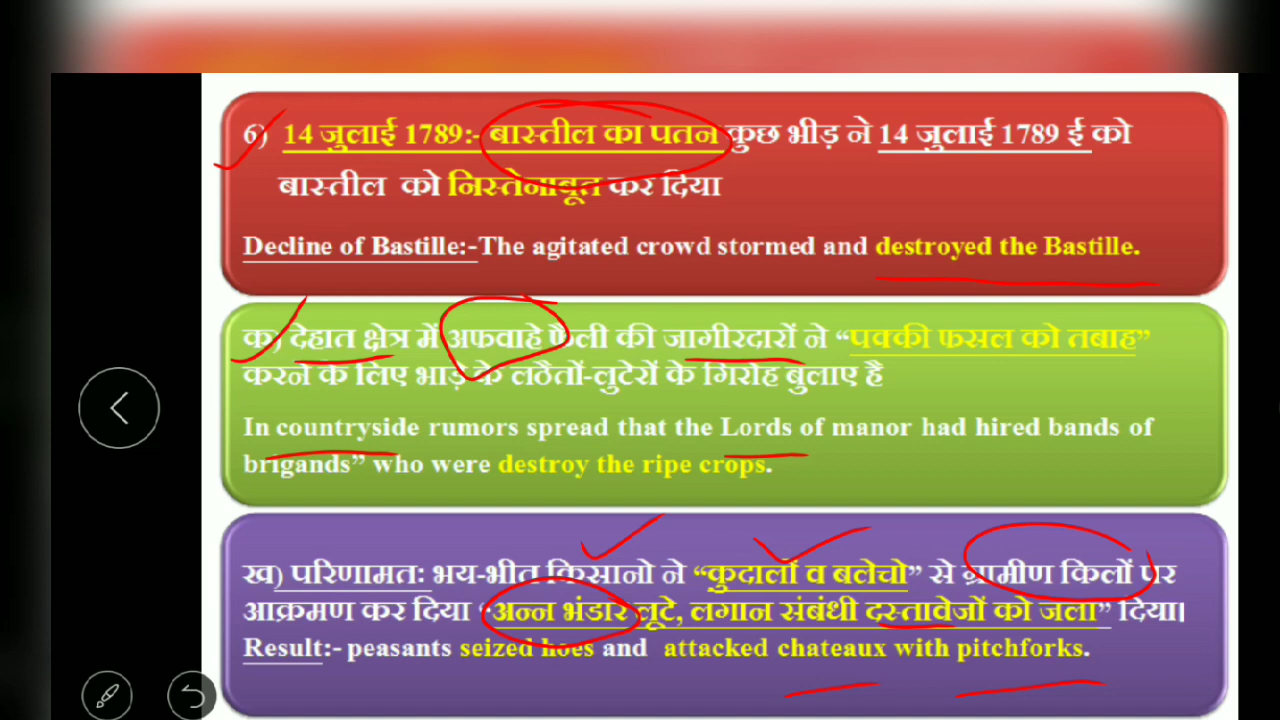 6) 14 जुलाई 1789:- बास्तील का पतन कुछ भीड़ ने 14 जुलाई 1789 ई को
बास्तील को निस्तेनाबूत कर दिया
Decline of Bastille:-The agitated crowd stormed and destroyed the Bastille.
क) देहात क्षेत्र में अफवाहे फैली की जागीरदारों ने “पक्की फसल को तबाह”
करने के लिए भाड़े के लठैतों-लुटेरों के गिरोह बुलाए है
In countryside rumors spread that the Lords of manor had hired bands of
brigands” who were destroy the ripe crops.
ख) परिणामतः भय-भीत किसानो ने “कुदालों व बलेचो” से ग्रामीण किलों पर
आक्रमण कर दिया “अन्न भंडार लूटे, लगान संबंधी दस्तावेजों को जला” दिया।
Result:- peasants seized hoes and attacked chateaux with pitchforks.